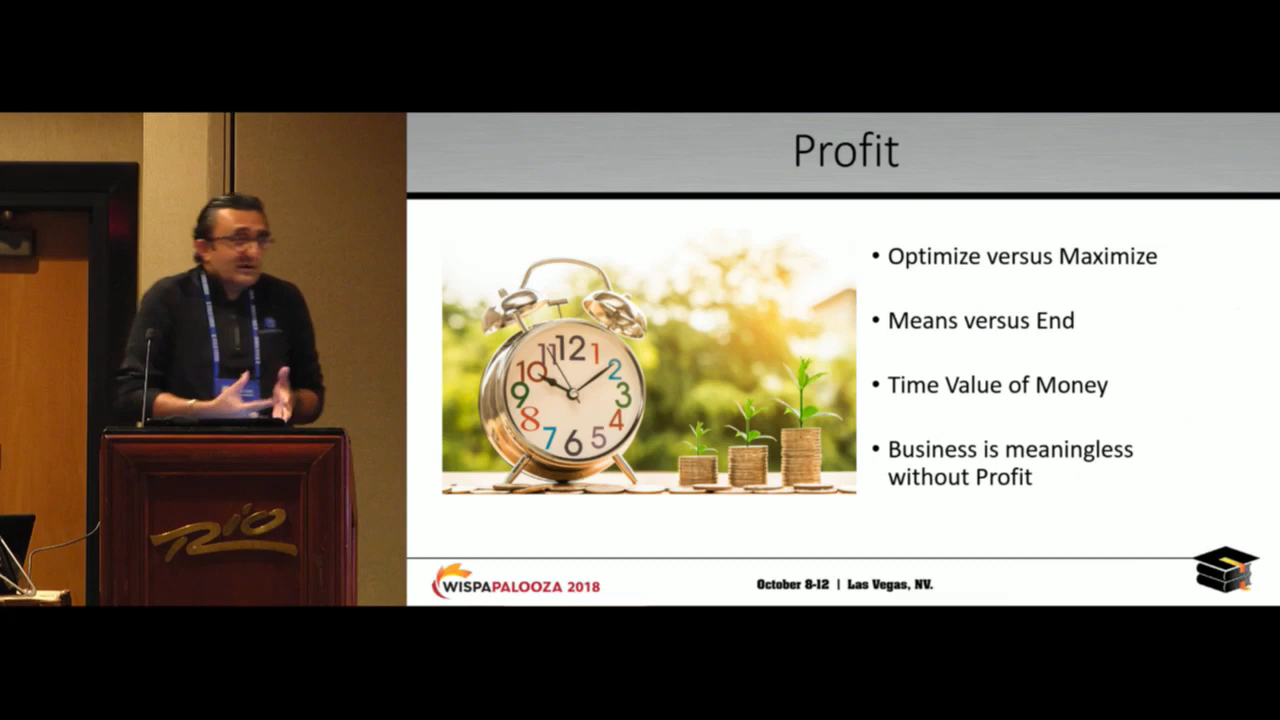 Profit
• Optimize versus Maximize
• Means versus End
• Time Value of Money
• Business is meaningless
without Profit
12
1
2
3
4
5
6
7
8
9
10
11
RIO
WISPAPALOOZA 2018
October 8-12 | Las Vegas, NV.